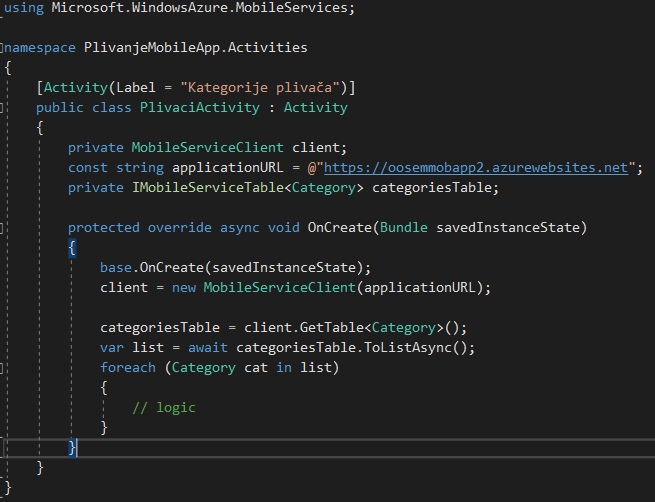 using Microsoft.WindowsAzure.MobileServices;
namespace PlivanjeMobileApp.Activities
{
[Activity(Label = "Kategorije plivača")]
public class PlivaciActivity : Activity
{
private MobileServiceClient client;
const string applicationURL = @"https://oosemmobapp2.azurewebsites.net";
private IMobileServiceTable<Category> categoriesTable;
protected override async void OnCreate(Bundle savedInstanceState)
{
base.OnCreate(savedInstanceState);
client = new MobileServiceClient(applicationURL);
categoriesTable = client.GetTable<Category>();
var list = await categoriesTable.ToListAsync();
foreach (Category cat in list)
{
// logic
}
}
}
}